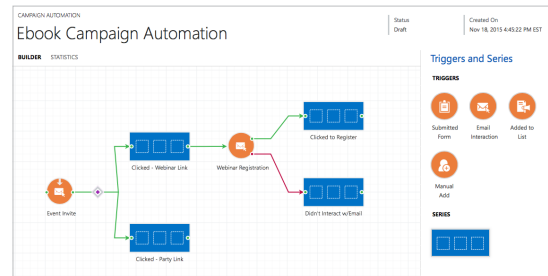 CAMPAIGN AUTOMATION
Ebook Campaign Automation
Status
Draft
Created On
Nov 18, 2015 4:45:22 PM EST
BUILDER STATISTICS
Triggers and Series
TRIGGERS
Submitted Form
Email Interaction
Added to List
Manual Add
SERIES
Clicked to Register
Clicked - Webinar Link
Webinar Registration
Event Invite
Didn't Interact w/Email
Clicked - Party Link